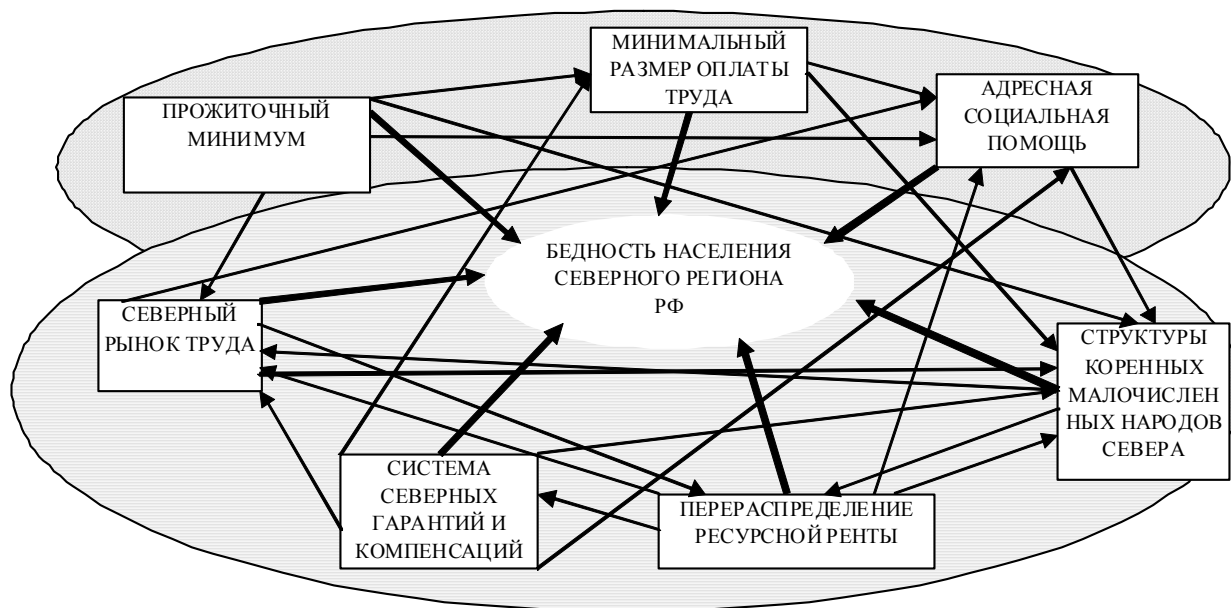 МИНИМАЛЬНЫЙ
РАЗМЕР ОПЛАТЫ
ТРУДА
ПРОЖИТОЧНЫЙ
МИНИМУМ
АДРЕСНАЯ
СОЦИАЛЬНАЯ
ПОМОЩЬ
БЕДНОСТЬ НАСЕЛЕНИЯ
СЕВЕРНОГО РЕГИОНА
РФ
СЕВЕРНЫЙ
РЫНОК ТРУДА
СТРУКТУРЫ
КОРЕННЫХ
МАЛОЧИСЛЕН
НЫХ НАРОДОВ
СЕВЕРА
СИСТЕМА
СЕВЕРНЫХ
ГАРАНТИЙ И
КОМПЕНСАЦИЙ
ПЕРЕРАСПРЕДЕЛЕНИЕ
РЕСУРСНОЙ РЕНТЫ